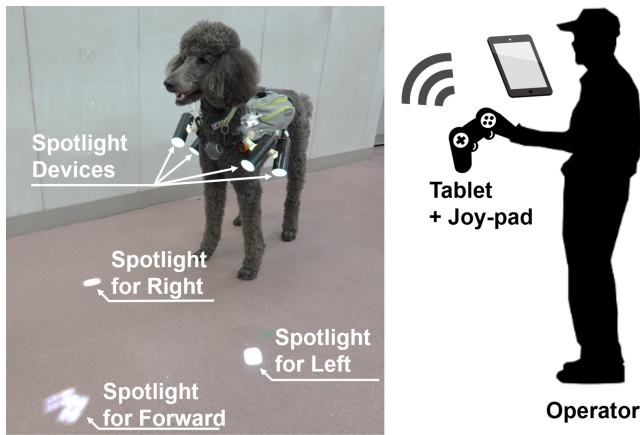 Spotlight
Devices
Spotlight
for Right
Spotlight
for Left
Spotlight
for Forward
Tablet
+ Joy-pad
Operator